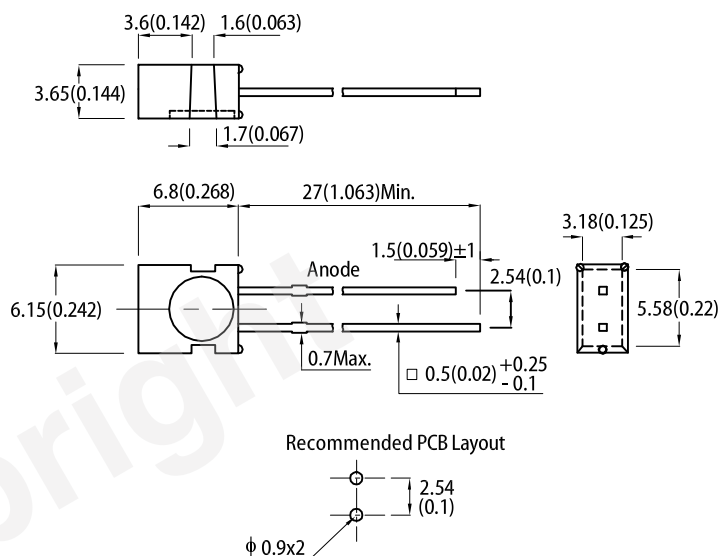 3.6(0.142) 1.6(0.063)
3.65(0.144)
1.7(0.067)
6.8(0.268) 27(1.063)Min.
3.18(0.125)
1.5(0.059)±1
Anode
2.54(0.1)
6.15(0.242)
5.58(0.22)
0.7Max.
□ 0.5(0.02) +0.25
- 0.1
Recommended PCB Layout
2.54
(0.1)
ϕ 0.9x2
bright